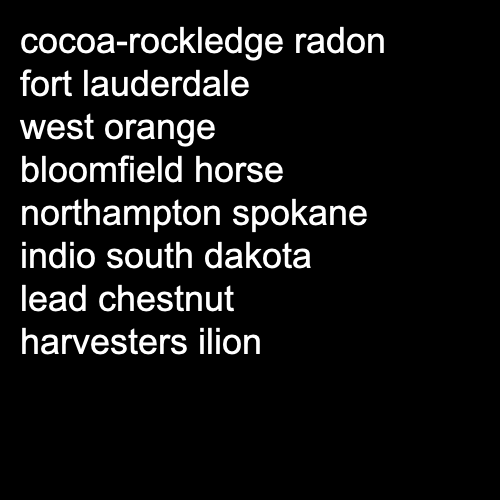 cocoa-rockledge radon
fort lauderdale
west orange
bloomfield horse
northampton spokane
indio south dakota
lead chestnut
harvesters ilion